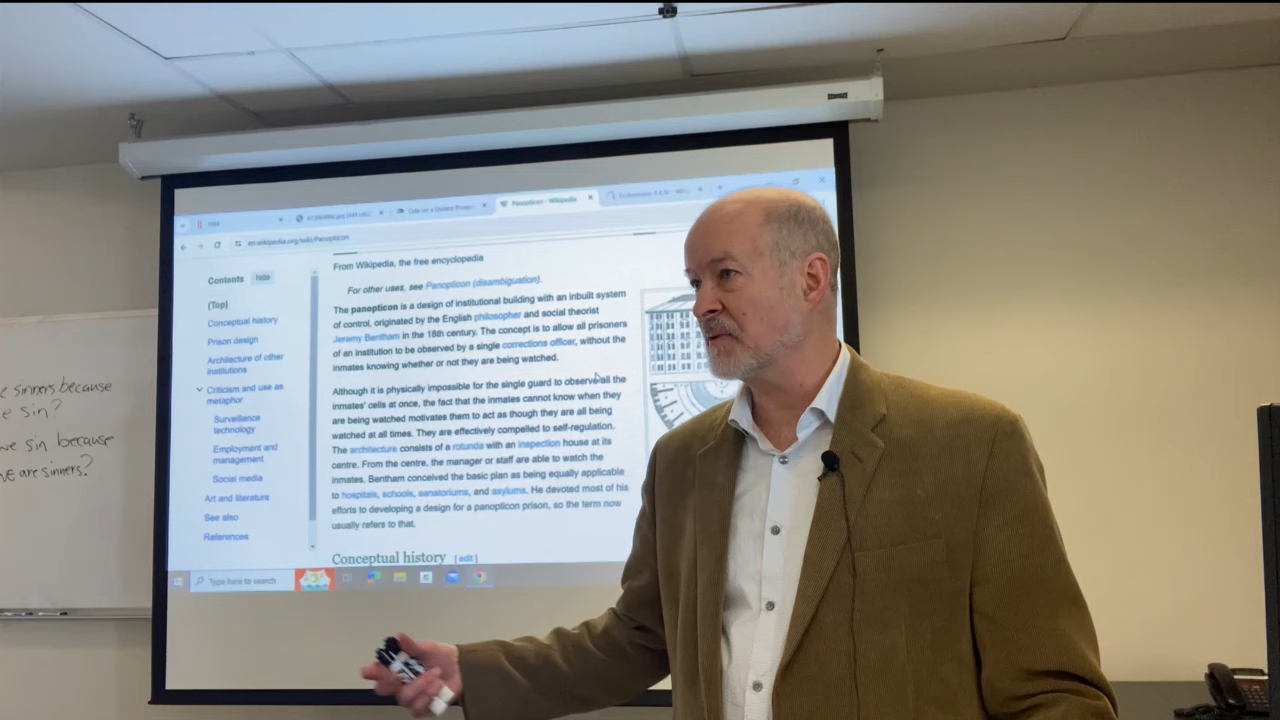 Panopticon - Wikipedia
en.wikipedia.org/wiki/Panopticon
From Wikipedia, the free encyclopedia
For other uses, see Panopticon (disambiguation).
The panopticon is a design of institutional building with an inbuilt system
of control, originated by the English philosopher and social theorist
Jeremy Bentham in the 18th century. The concept is to allow all prisoners
of an institution to be observed by a single corrections officer, without the
inmates knowing whether or not they are being watched.
Although it is physically impossible for the single guard to observe all the
inmates' cells at once, the fact that the inmates cannot know when they
are being watched motivates them to act as though they are all being
watched at all times. They are effectively compelled to self-regulation.
The architecture consists of a rotunda with an inspection house at its
centre. From the centre, the manager or staff are able to watch the
inmates. Bentham conceived the basic plan as being equally applicable
to hospitals, schools, sanatoriums, and asylums. He devoted most of his
efforts to developing a design for a panopticon prison, so the term now
usually refers to that.
Conceptual history [ edit ]
Contents hide
(Top)
Conceptual history
Prison design
Architecture of other
institutions
Criticism and use as
metaphor
Surveillance
technology
Employment and
management
Social media
Art and literature
See also
References
Type here to search
sinners because
sin?
we sin because
we are sinners?